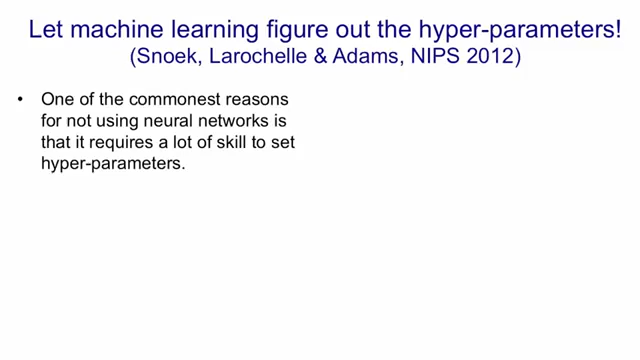 Let machine learning figure out the hyper-parameters!
(Snoek, Larochelle & Adams, NIPS 2012)
• One of the commonest reasons
for not using neural networks is
that it requires a lot of skill to set
hyper-parameters.